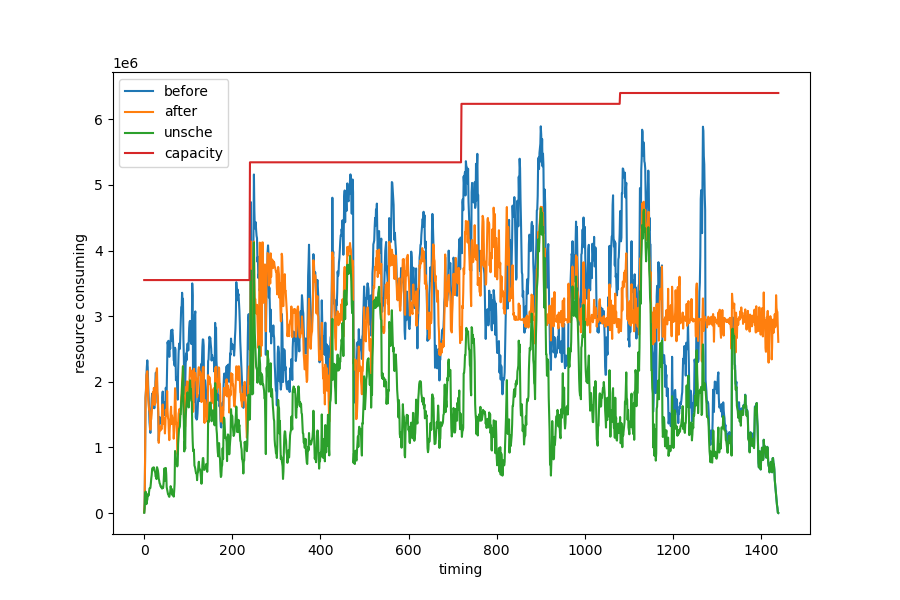 1e6
before
after
unsche
capacity
6
5
4
3
2
1
0
resource consuming
0 200 400 600 800 1000 1200 1400
timing